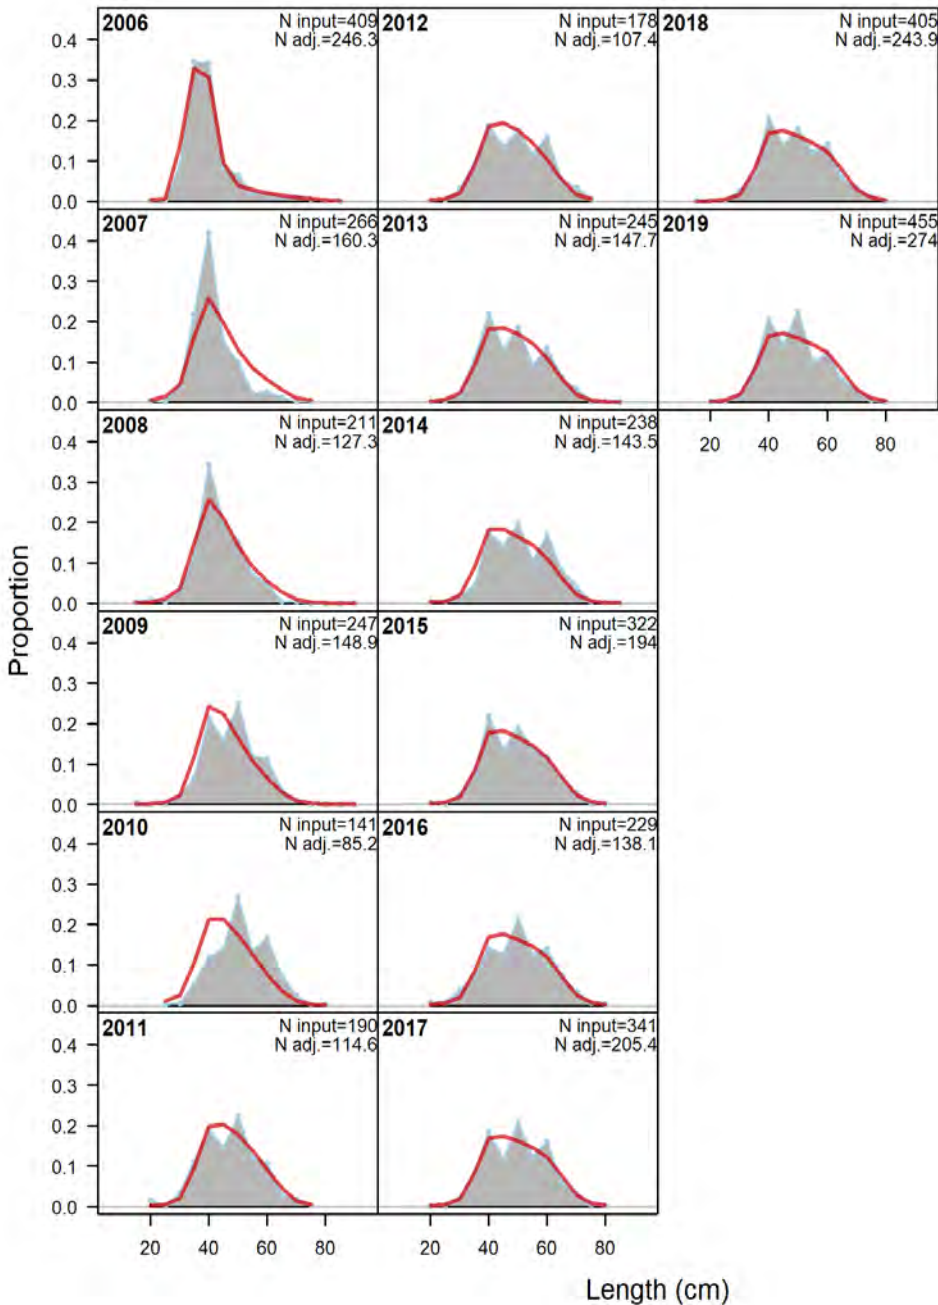 2006
N input=409
N adj.=246.3
0.4
0.3
0.2
0.1
0.0
2012
N input=178
N adj.=107.4
2018
N input=405
N adj.=243.9
2007
N input=266
N adj.=160.3
0.4
0.3
0.2
0.1
0.0
2013
N input=245
N adj.=147.7
2019
N input=455
N adj.=274
20 40 60 80
2008
N input=211
N adj.=127.3
0.4
0.3
0.2
0.1
0.0
2014
N input=238
N adj.=143.5
2009
N input=247
N adj.=148.9
0.4
0.3
0.2
0.1
0.0
2015
N input=322
N adj.=194
2010
N input=141
N adj.=85.2
0.4
0.3
0.2
0.1
0.0
2016
N input=229
N adj.=138.1
2011
N input=190
N adj.=114.6
0.4
0.3
0.2
0.1
0.0
2017
N input=341
N adj.=205.4
20 40 60 80
20 40 60 80
Proportion
Length (cm)